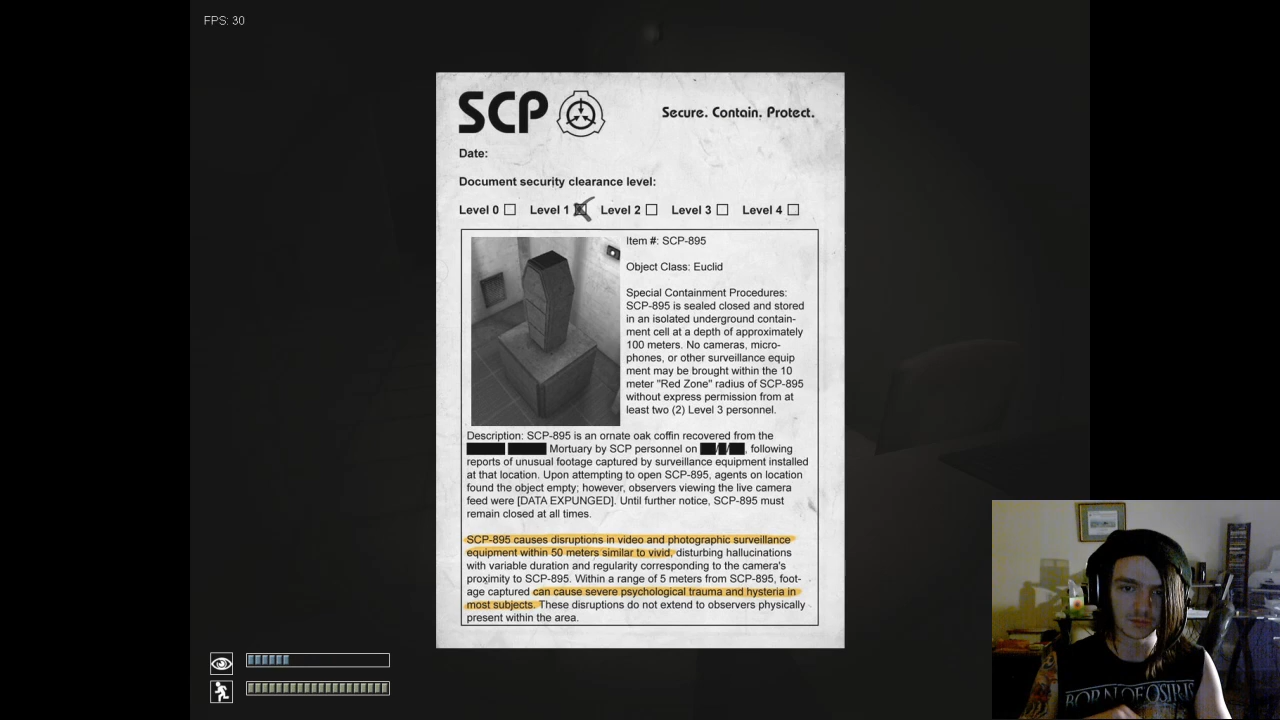 FPS: 30
SCP
Secure. Contain. Protect.
Date:
Document security clearance level:
Level 0 Level 1 Level 2 Level 3 Level 4
Item #: SCP-895
Object Class: Euclid
Special Containment Procedures:
SCP-895 is sealed closed and stored
in an isolated underground contain-
ment cell at a depth of approximately
100 meters. No cameras, micro-
phones, or other surveillance equip
ment may be brought within the 10
meter "Red Zone" radius of SCP-895
without express permission from at
least two (2) Level 3 personnel.
Description: SCP-895 is an ornate oak coffin recovered from the
Mortuary by SCP personnel on / / , following
reports of unusual footage captured by surveillance equipment installed
at that location. Upon attempting to open SCP-895, agents on location
found the object empty; however, observers viewing the live camera
feed were [DATA EXPUNGED]. Until further notice, SCP-895 must
remain closed at all times.
SCP-895 causes disruptions in video and photographic surveillance
equipment within 50 meters similar to vivid, disturbing hallucinations
with variable duration and regularity corresponding to the camera's
proximity to SCP-895. Within a range of 5 meters from SCP-895, foot-
age captured can cause severe psychological trauma and hysteria in
most subjects. These disruptions do not extend to observers physically
present within the area.
BORN OF OSIRIS